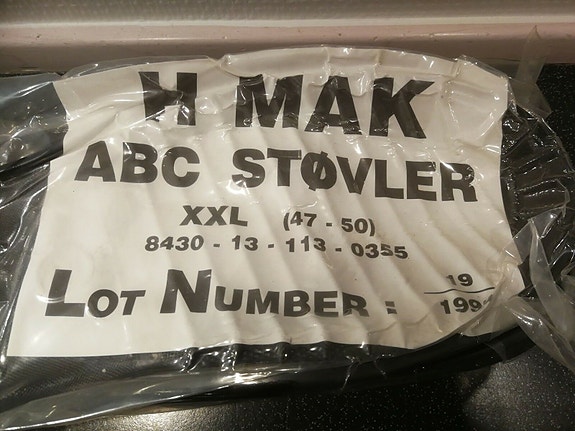 H MAK
ABC STØVLER
XXL (47 - 50)
8430 - 13 - 113 - 0355
LOT NUMBER : 19